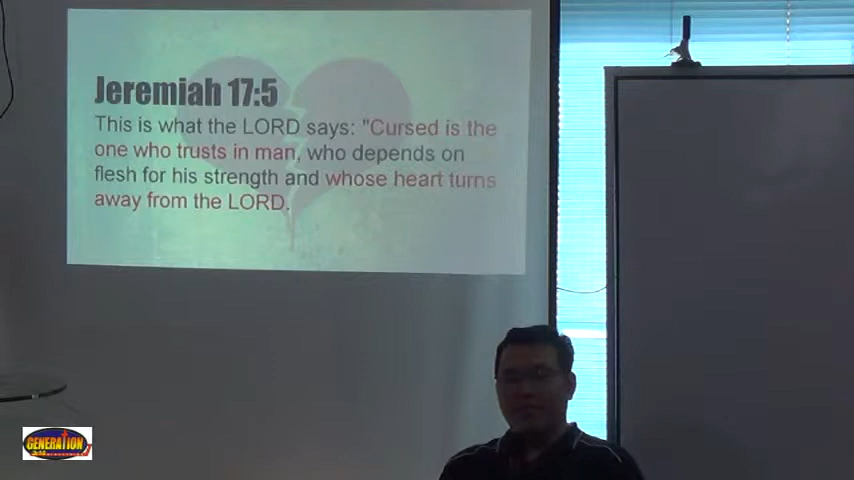 Jeremiah 17:5
This is what the LORD says: "Cursed is the
one who trusts in man, who depends on
flesh for his strength and whose heart turns
away from the LORD.
GENERATION